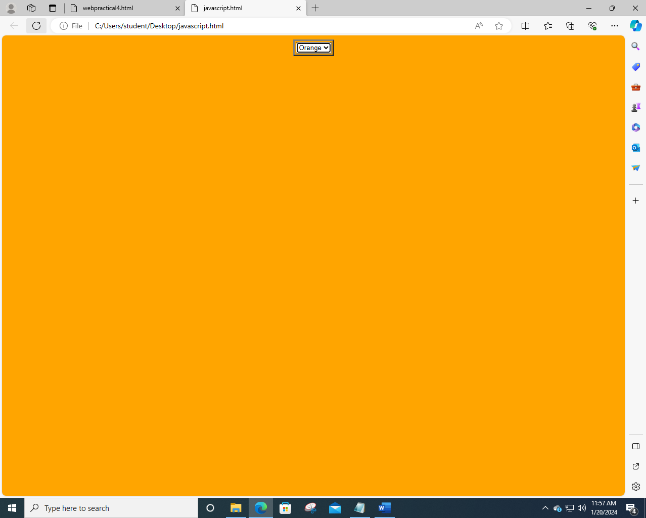 webpractical4.html
javascript.html
File
C:/Users/student/Desktop/javascript.html
Orange
Type here to search
11:57 AM
1/20/2024
4